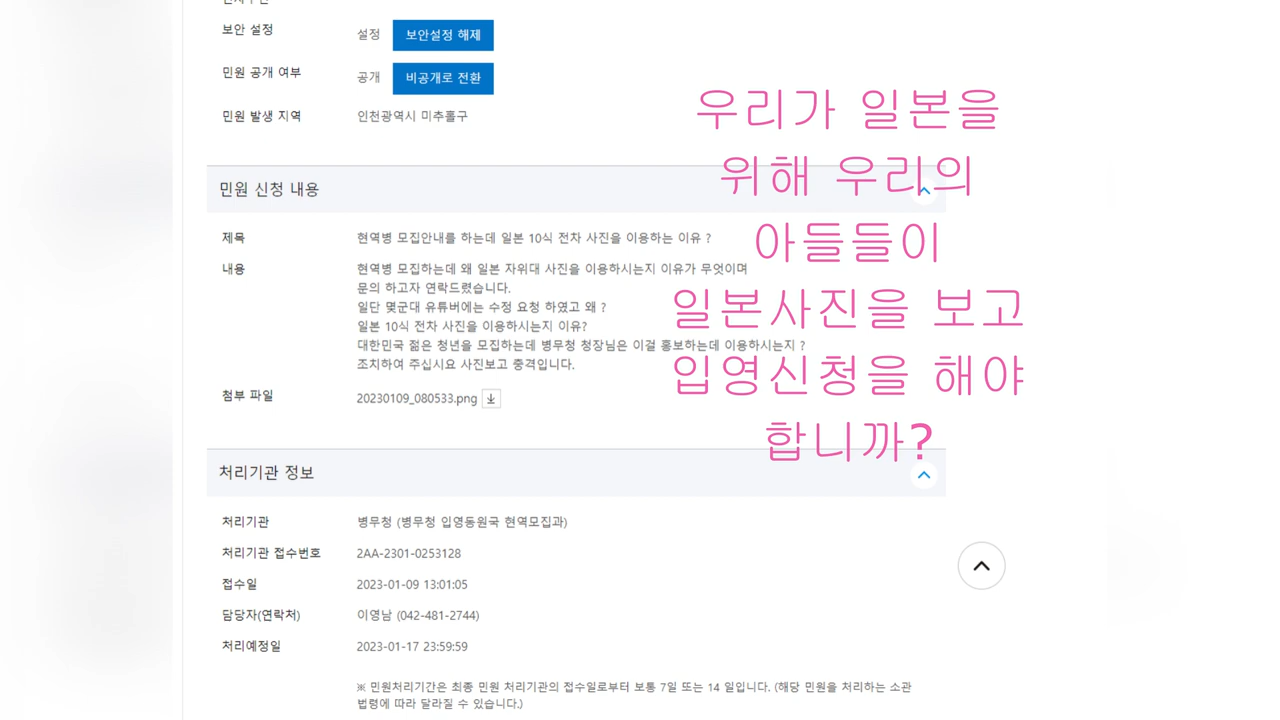 보안 설정
설정
보안설정 해제
민원 공개 여부
공개
비공개로 전환
민원 발생 지역
인천광역시 미추홀구
우리가 일본을
위해 우리의
아들들이
일본사진을 보고
입영신청을 해야
합니까?
민원 신청 내용
제목
현역병 모집안내를 하는데 일본 10식 전차 사진을 이용하는 이유 ?
내용
현역병 모집하는데 왜 일본 자위대 사진을 이용하시는지 이유가 무엇이며
문의 하고자 연락드렸습니다.
일단 몇군대 유튜버에는 수정 요청 하였고 왜 ?
일본 10식 전차 사진을 이용하시는지 이유?
대한민국 젊은 청년을 모집하는데 병무청 청장님은 이걸 홍보하는데 이용하시는지 ?
조치하여 주십시요 사진보고 충격입니다.
첨부 파일
20230109_080533.png
처리기관 정보
처리기관
병무청 (병무청 입영동원국 현역모집과)
처리기관 접수번호
2AA-2301-0253128
접수일
2023-01-09 13:01:05
담당자(연락처)
이영남 (042-481-2744)
처리예정일
2023-01-17 23:59:59
※ 민원처리기간은 최종 민원 처리기관의 접수일로부터 보통 7일 또는 14 일입니다. (해당 민원을 처리하는 소관
법령에 따라 달라질 수 있습니다.)